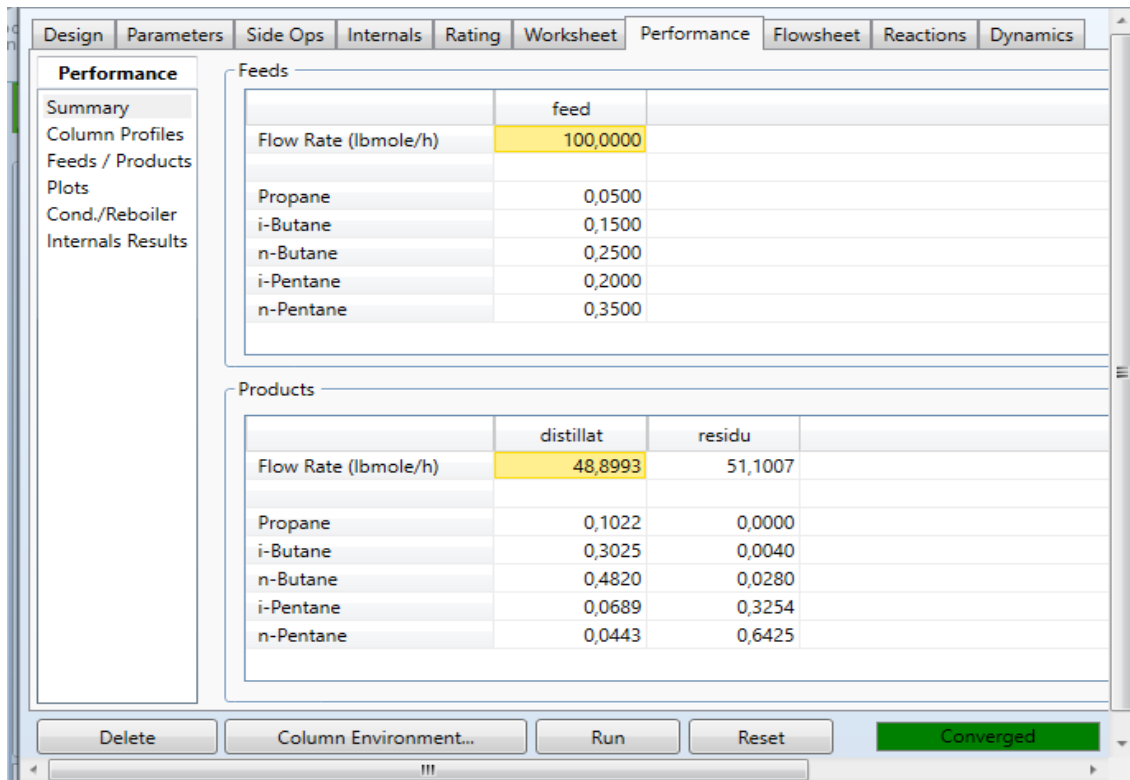 Design Parameters Side Ops Internals Rating Worksheet Performance Flowsheet Reactions Dynamics
Performance
Summary
Column Profiles
Feeds / Products
Plots
Cond./Reboiler
Internals Results
Feeds
feed
Flow Rate (lbmole/h) 100,0000
Propane 0,0500
i-Butane 0,1500
n-Butane 0,2500
i-Pentane 0,2000
n-Pentane 0,3500
Products
distillat residu
Flow Rate (lbmole/h) 48,8993 51,1007
Propane 0,1022 0,0000
i-Butane 0,3025 0,0040
n-Butane 0,4820 0,0280
i-Pentane 0,0689 0,3254
n-Pentane 0,0443 0,6425
Delete Column Environment... Run Reset Converged